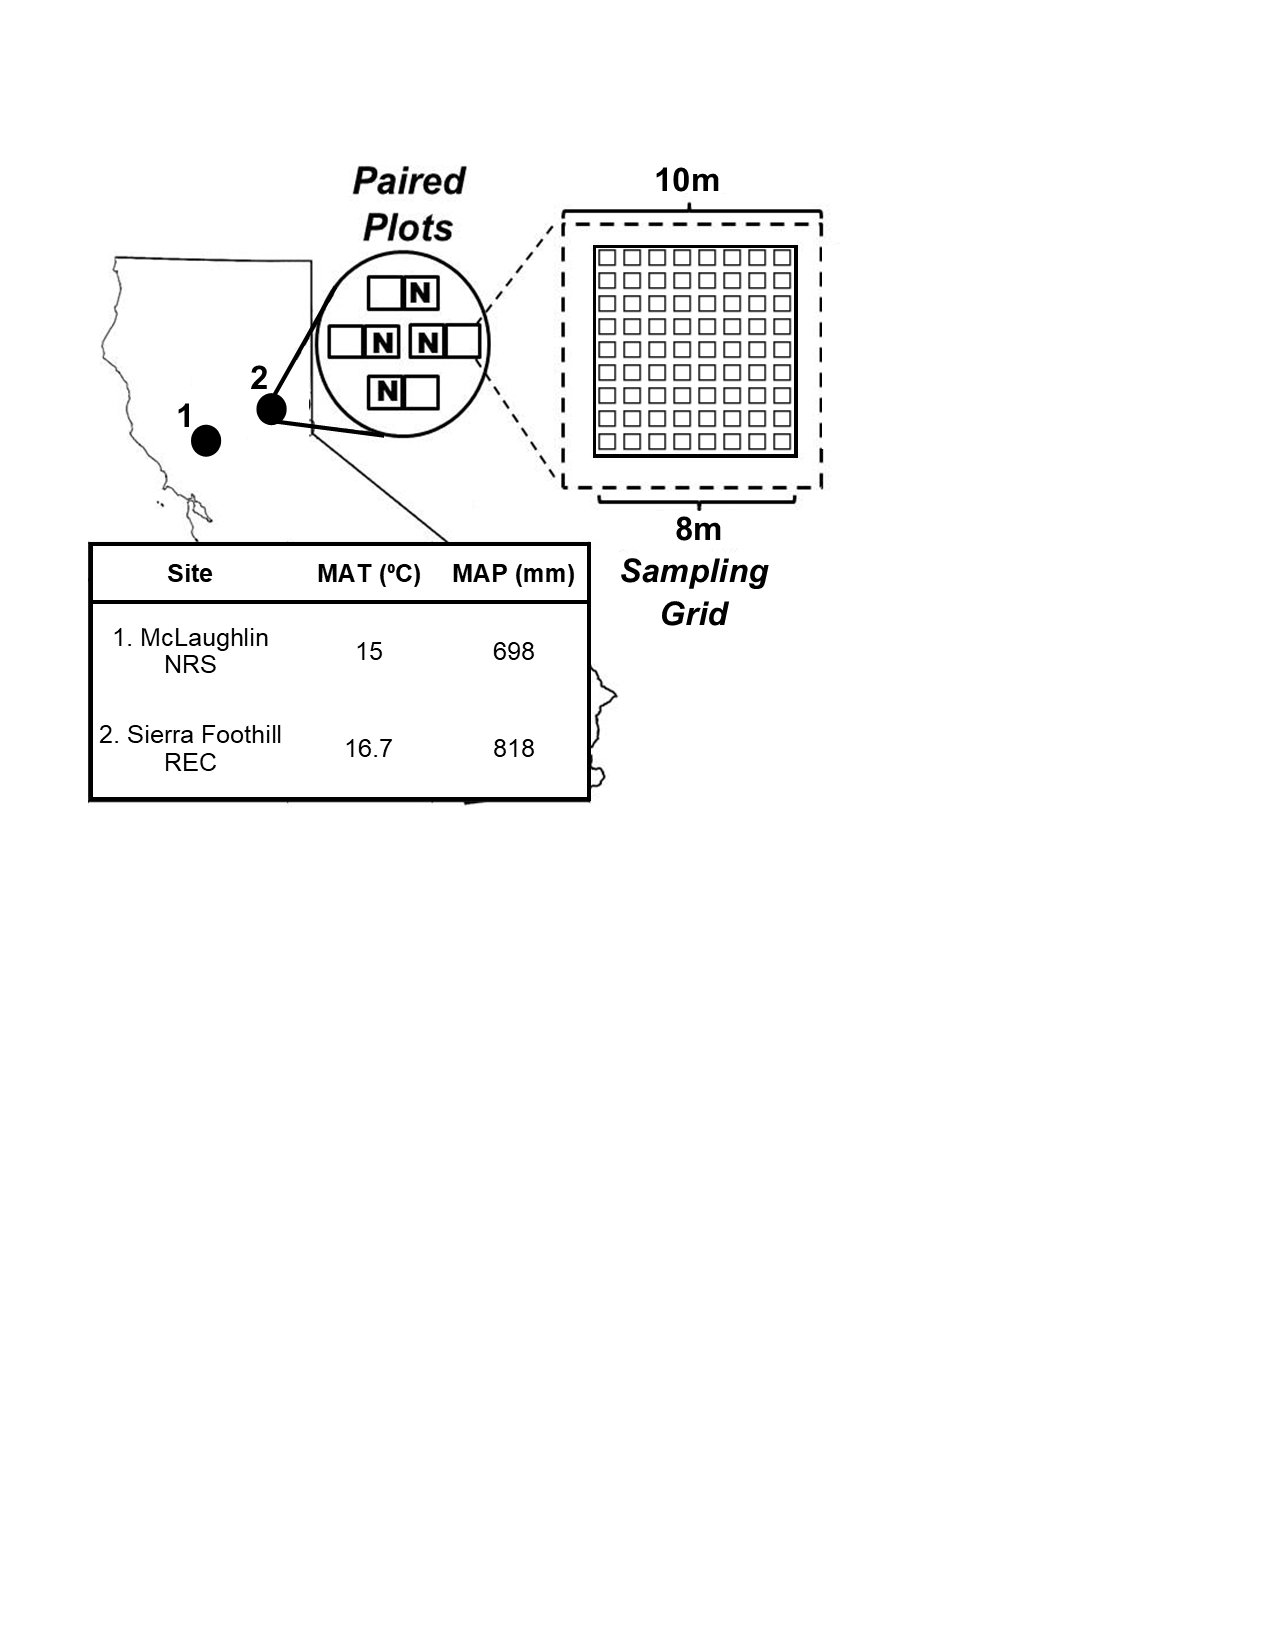 Paired
Plots
10m
N
N N
N
2
1
8m
Sampling
Grid
Site MAT (ºC) MAP (mm)
1. McLaughlin
NRS
15 698
2. Sierra Foothill
REC
16.7 818